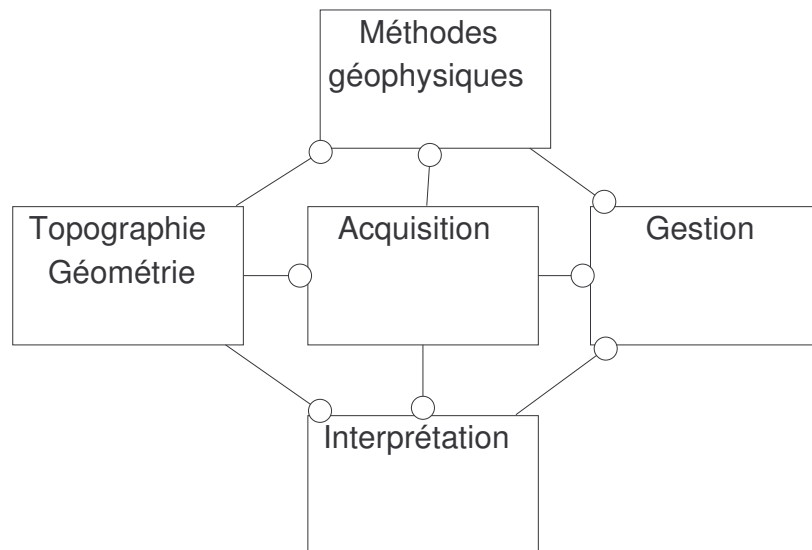 Méthodes
géophysiques
Topographie
Géométrie
Acquisition
Gestion
Interprétation